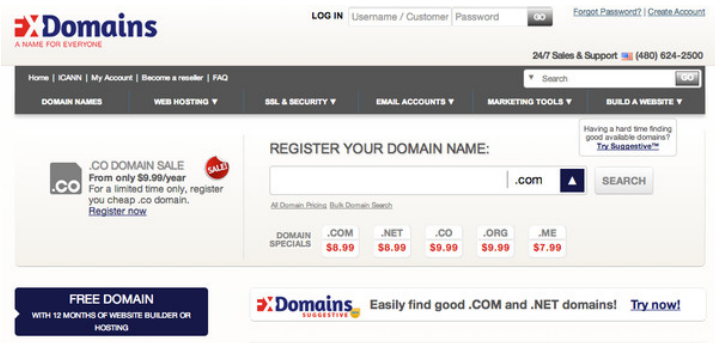 EXDomains
A NAME FOR EVERYONE
LOG IN Username / Customer Password GO Forgot Password? | Create Account
24/7 Sales & Support (480) 624-2500
Home | ICANN | My Account | Become a reseller | FAQ
Search GO
DOMAIN NAMES WEB HOSTING ▼ SSL & SECURITY ▼ EMAIL ACCOUNTS ▼ MARKETING TOOLS ▼ BUILD A WEBSITE ▼
Having a hard time finding
good available domains?
Try Suggestive™
.CO
.CO DOMAIN SALE
From only $9.99/year
For a limited time only, register
you cheap .co domain.
Register now
SALE!
REGISTER YOUR DOMAIN NAME:
.com SEARCH
All Domain Pricing Bulk Domain Search
DOMAIN
SPECIALS
.COM .NET .CO .ORG .ME
$8.99 $8.99 $9.99 $9.99 $7.99
FREE DOMAIN
WITH 12 MONTHS OF WEBSITE BUILDER OR
HOSTING
EXDomains
SUGGESTIVE
Easily find good .COM and .NET domains! Try now!